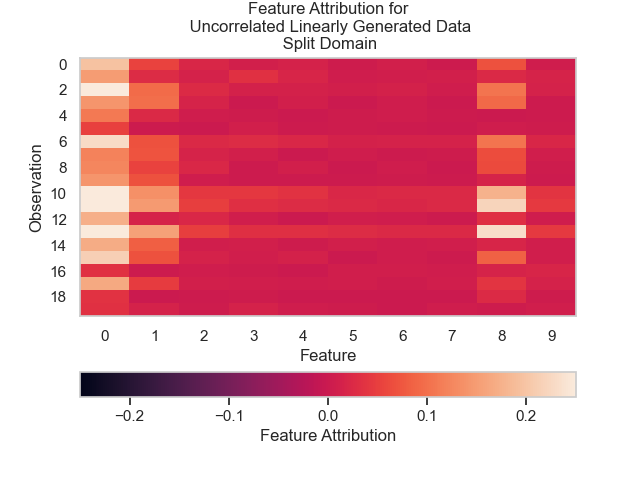 Feature Attribution for
Uncorrelated Linearly Generated Data
Split Domain
0
2
4
6
8
10
12
14
16
18
Observation
0 1 2 3 4 5 6 7 8 9
Feature
−0.2 −0.1 0.0 0.1 0.2
Feature Attribution